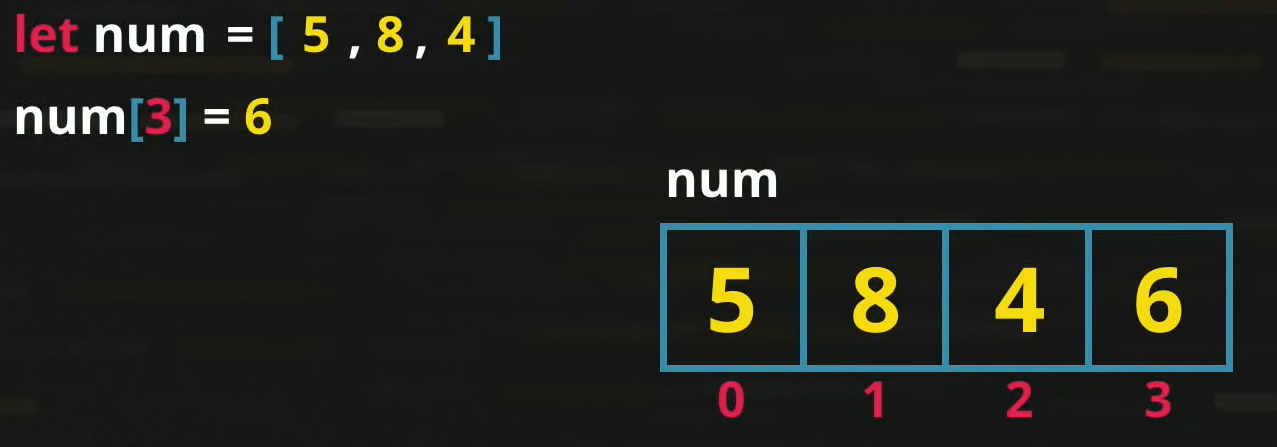 let num = [ 5 , 8 , 4 ]
num[3] = 6
num
5 8 4 6
0 1 2 3